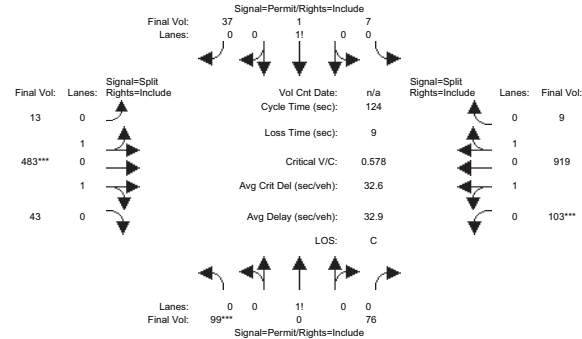 Signal=Permit/Rights=Include
Final Vol: 37 1 7
Lanes: 0 0 1! 0 0
Signal=Split
Final Vol: Lanes: Rights=Include
Vol Cnt Date: n/a
Signal=Split
Rights=Include Lanes: Final Vol:
Cycle Time (sec): 124
13 0
0 9
Loss Time (sec): 9
1
1
483*** 0
Critical V/C: 0.578
0 919
1
Avg Crit Del (sec/veh): 32.6
1
43 0
Avg Delay (sec/veh): 32.9
0 103***
LOS: C
Lanes: 0 0 1! 0 0
Final Vol: 99*** 0 76
Signal=Permit/Rights=Include